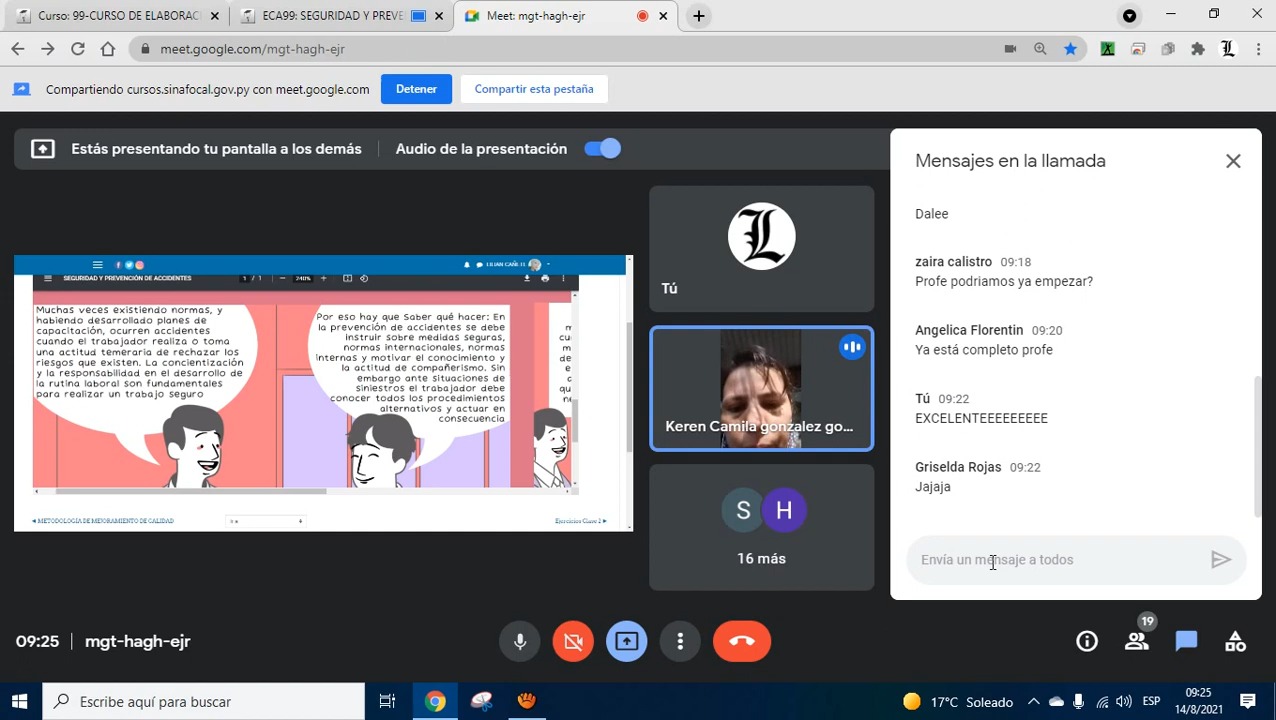 Curso: 99-CURSO DE ELABORAC
ECA99: SEGURIDAD Y PREVE
Meet: mgt-hagh-ejr
meet.google.com/mgt-hagh-ejr
Compartiendo cursos.sinafocal.gov.py con meet.google.com
Detener
Compartir esta pestaña
Estás presentando tu pantalla a los demás
Audio de la presentación
SEGURIDAD Y PREVENCIÓN DE ACCIDENTES
1 / 1
240%
Muchas veces existiendo normas, y
habiendo desarrollado planes de
capacitación, ocurren accidentes
cuando el trabajador realiza o toma
una actitud temeraria de rechazar los
riesgos que existen. La concientización
y la responsabilidad en el desarrollo de
la rutina laboral son fundamentales
para realizar un trabajo seguro
Por eso hay que saber qué hacer: En
la prevención de accidentes se debe
instruir sobre medidas seguras,
normas internacionales, normas
internas y motivar el conocimiento y
la actitud de compañerismo. Sin
embargo ante situaciones de
siniestros el trabajador debe
conocer todos los procedimientos
alternativos y actuar en
consecuencia
METODOLOGÍA DE MEJORAMIENTO DE CALIDAD
Ejercicios Clase 2
L
Tú
Keren Camila gonzalez go...
S
H
16 más
Mensajes en la llamada
Dalee
zaira calistro 09:18
Profe podriamos ya empezar?
Angelica Florentin 09:20
Ya está completo profe
Tú 09:22
EXCELENTEEEEEEEEE
Griselda Rojas 09:22
Jajaja
Envía un mensaje a todos
09:25
mgt-hagh-ejr
19
Escribe aquí para buscar
17°C Soleado
ESP
09:25
14/8/2021